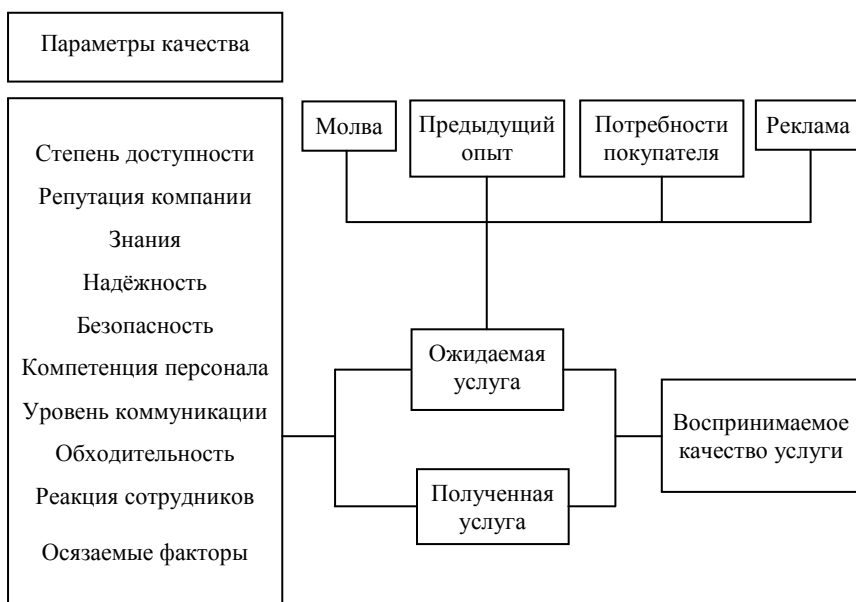 Параметры качества
Степень доступности
Репутация компании
Знания
Надёжность
Безопасность
Компетенция персонала
Уровень коммуникации
Обходительность
Реакция сотрудников
Осязаемые факторы
Молва
Предыдущий
опыт
Потребности
покупателя
Реклама
Ожидаемая
услуга
Полученная
услуга
Воспринимаемое
качество услуги